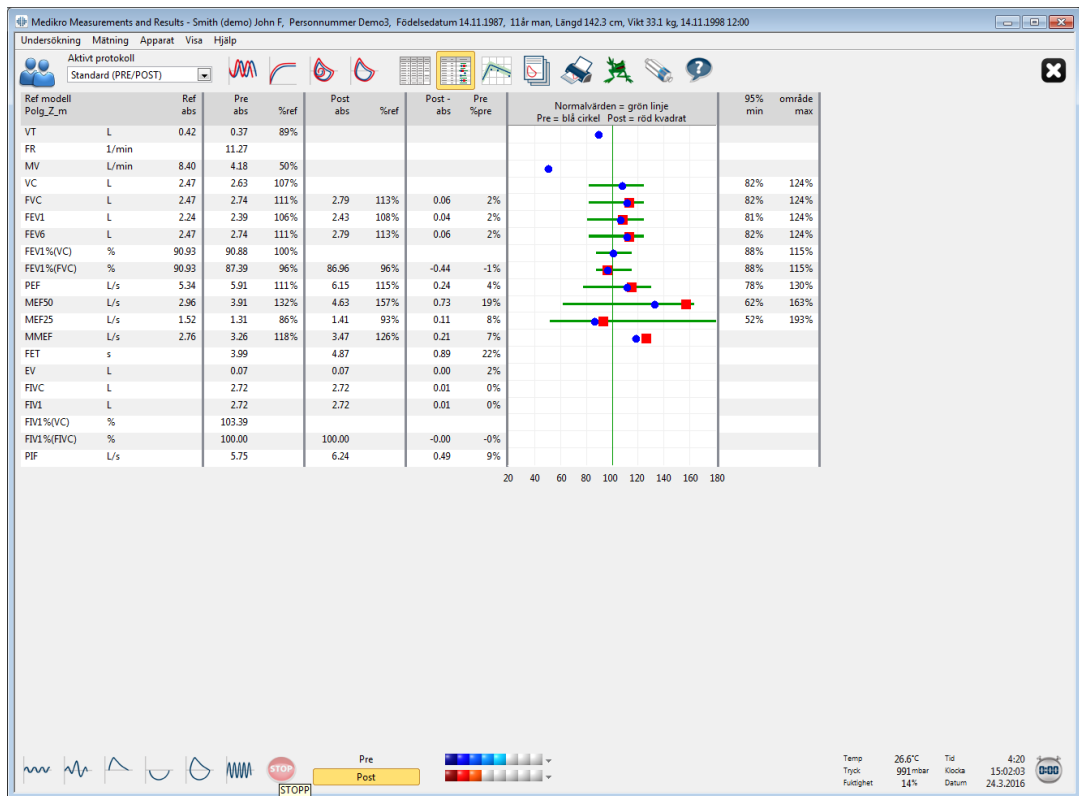 Medikro Measurements and Results - Smith (demo) John F, Personnummer Demo3, Födelsedatum 14.11.1987, 11år man, Längd 142.3 cm, Vikt 33.1 kg, 14.11.1998 12:00
Undersökning Mätning Apparat Visa Hjälp
Aktivt protokoll
Standard (PRE/POST)
Ref modell Ref Pre Post Post - Pre 95% område
Polg_Z_m abs abs %ref abs %ref abs %pre min max
Normalvärden = grön linje
Pre = blå cirkel Post = röd kvadrat
VT L 0.42 0.37 89%
FR 1/min 11.27
MV L/min 8.40 4.18 50%
VC L 2.47 2.63 107% 82% 124%
FVC L 2.47 2.74 111% 2.79 113% 0.06 2% 82% 124%
FEV1 L 2.24 2.39 106% 2.43 108% 0.04 2% 81% 124%
FEV6 L 2.47 2.74 111% 2.79 113% 0.06 2% 82% 124%
FEV1%(VC) % 90.93 90.88 100% 88% 115%
FEV1%(FVC) % 90.93 87.39 96% 86.96 96% -0.44 -1% 88% 115%
PEF L/s 5.34 5.91 111% 6.15 115% 0.24 4% 78% 130%
MEF50 L/s 2.96 3.91 132% 4.63 157% 0.73 19% 62% 163%
MEF25 L/s 1.52 1.31 86% 1.41 93% 0.11 8% 52% 193%
MMEF L/s 2.76 3.26 118% 3.47 126% 0.21 7%
FET s 3.99 4.87 0.89 22%
EV L 0.07 0.07 0.00 2%
FIVC L 2.72 2.72 0.01 0%
FIV1 L 2.72 2.72 0.01 0%
FIV1%(VC) % 103.39
FIV1%(FIVC) % 100.00 100.00 -0.00 -0%
PIF L/s 5.75 6.24 0.49 9%
20 40 60 80 100 120 140 160 180
STOP
STOPP
Pre
Post
Temp 26.6°C Tid 4:20
Tryck 991 mbar Klocka 15:02:03
Fuktighet 14% Datum 24.3.2016
0:00